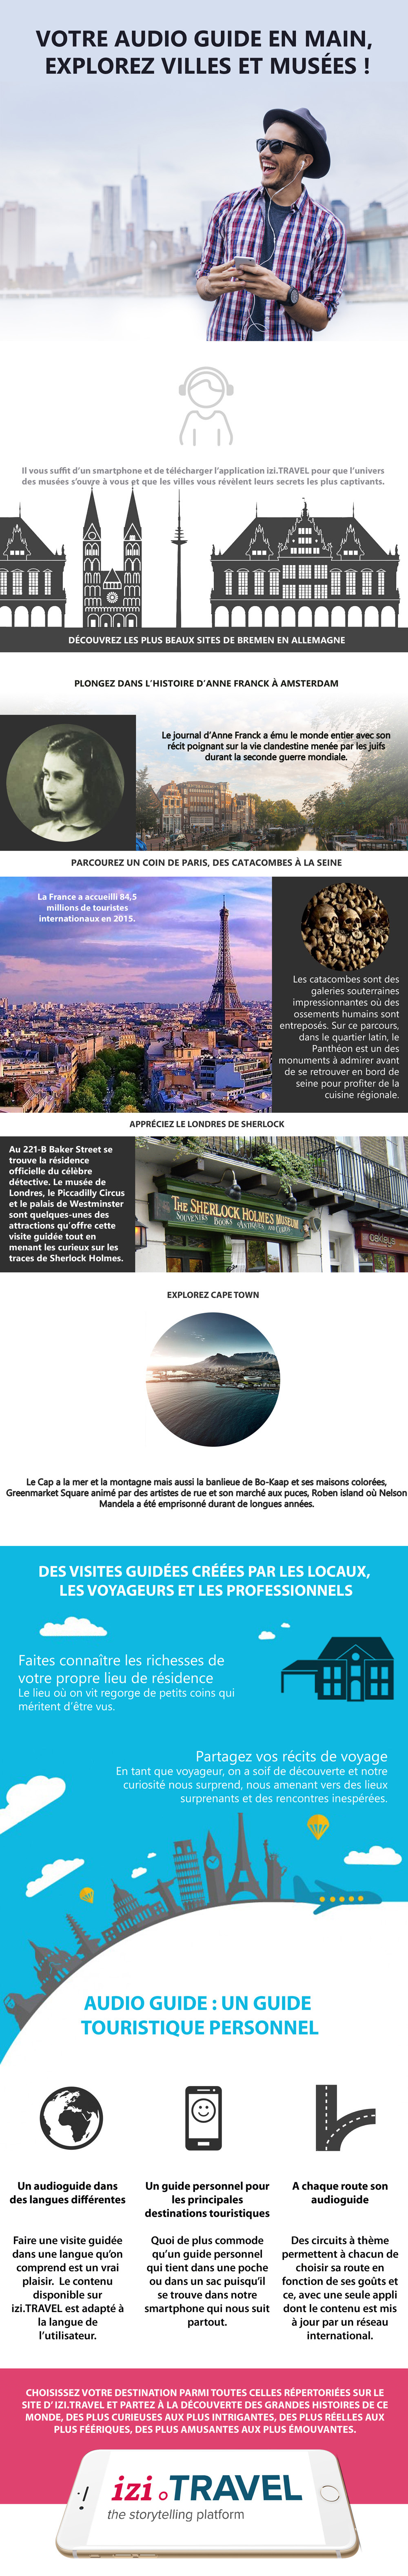 VOTRE AUDIO GUIDE EN MAIN,
EXPLOREZ VILLES ET MUSÉES !
Il vous suffit d'un smartphone et de télécharger l'application izi.TRAVEL pour que l'univers
des musées s'ouvre à vous et que les villes vous révèlent leurs secrets les plus captivants.
DÉCOUVREZ LES PLUS BEAUX SITES DE BREMEN EN ALLEMAGNE
PLONGEZ DANS L'HISTOIRE D'ANNE FRANCK À AMSTERDAM
Le journal d'Anne Franck a ému le monde entier avec son
récit poignant sur la vie clandestine menée par les juifs
durant la seconde guerre mondiale.
PARCOUREZ UN COIN DE PARIS, DES CATACOMBES À LA SEINE
La France a accueilli 84,5
millions de touristes
internationaux en 2015.
Les catacombes sont des
galeries souterraines
impressionnantes où des
ossements humains sont
entreposés. Sur ce parcours,
dans le quartier latin, le
Panthéon est un des
monuments à admirer avant
de se retrouver en bord de
seine pour profiter de la
cuisine régionale.
APPRÉCIEZ LE LONDRES DE SHERLOCK
Au 221-B Baker Street se
trouve la résidence
officielle du célèbre
détective. Le musée de
Londres, le Piccadilly Circus
et le palais de Westminster
sont quelques-unes des
attractions qu'offre cette
visite guidée tout en
menant les curieux sur les
traces de Sherlock Holmes.
THE SHERLOCK HOLMES MUSEUM
SOUVENIRS BOOKS ANTIQUES AND CURIOS
oakleys
EXPLOREZ CAPE TOWN
Le Cap a la mer et la montagne mais aussi la banlieue de Bo-Kaap et ses maisons colorées,
Greenmarket Square animé par des artistes de rue et son marché aux puces, Roben island où Nelson
Mandela a été emprisonné durant de longues années.
DES VISITES GUIDÉES CRÉÉES PAR LES LOCAUX,
LES VOYAGEURS ET LES PROFESSIONNELS
Faites connaître les richesses de
votre propre lieu de résidence
Le lieu où on vit regorge de petits coins qui
méritent d'être vus.
Partagez vos récits de voyage
En tant que voyageur, on a soif de découverte et notre
curiosité nous surprend, nous amenant vers des lieux
surprenants et des rencontres inespérées.
AUDIO GUIDE : UN GUIDE
TOURISTIQUE PERSONNEL
Un audioguide dans
des langues différentes
Faire une visite guidée
dans une langue qu'on
comprend est un vrai
plaisir. Le contenu
disponible sur
izi.TRAVEL est adapté à
la langue de
l'utilisateur.
Un guide personnel pour
les principales
destinations touristiques
Quoi de plus commode
qu'un guide personnel
qui tient dans une poche
ou dans un sac puisqu'il
se trouve dans notre
smartphone qui nous suit
partout.
A chaque route son
audioguide
Des circuits à thème
permettent à chacun de
choisir sa route en
fonction de ses goûts et
ce, avec une seule appli
dont le contenu est mis
à jour par un réseau
international.
CHOISISSEZ VOTRE DESTINATION PARMI TOUTES CELLES RÉPERTORIÉES SUR LE
SITE D' IZI.TRAVEL ET PARTEZ À LA DÉCOUVERTE DES GRANDES HISTOIRES DE CE
MONDE, DES PLUS CURIEUSES AUX PLUS INTRIGANTES, DES PLUS RÉELLES AUX
PLUS FÉÉRIQUES, DES PLUS AMUSANTES AUX PLUS ÉMOUVANTES.
izi.TRAVEL
the storytelling platform